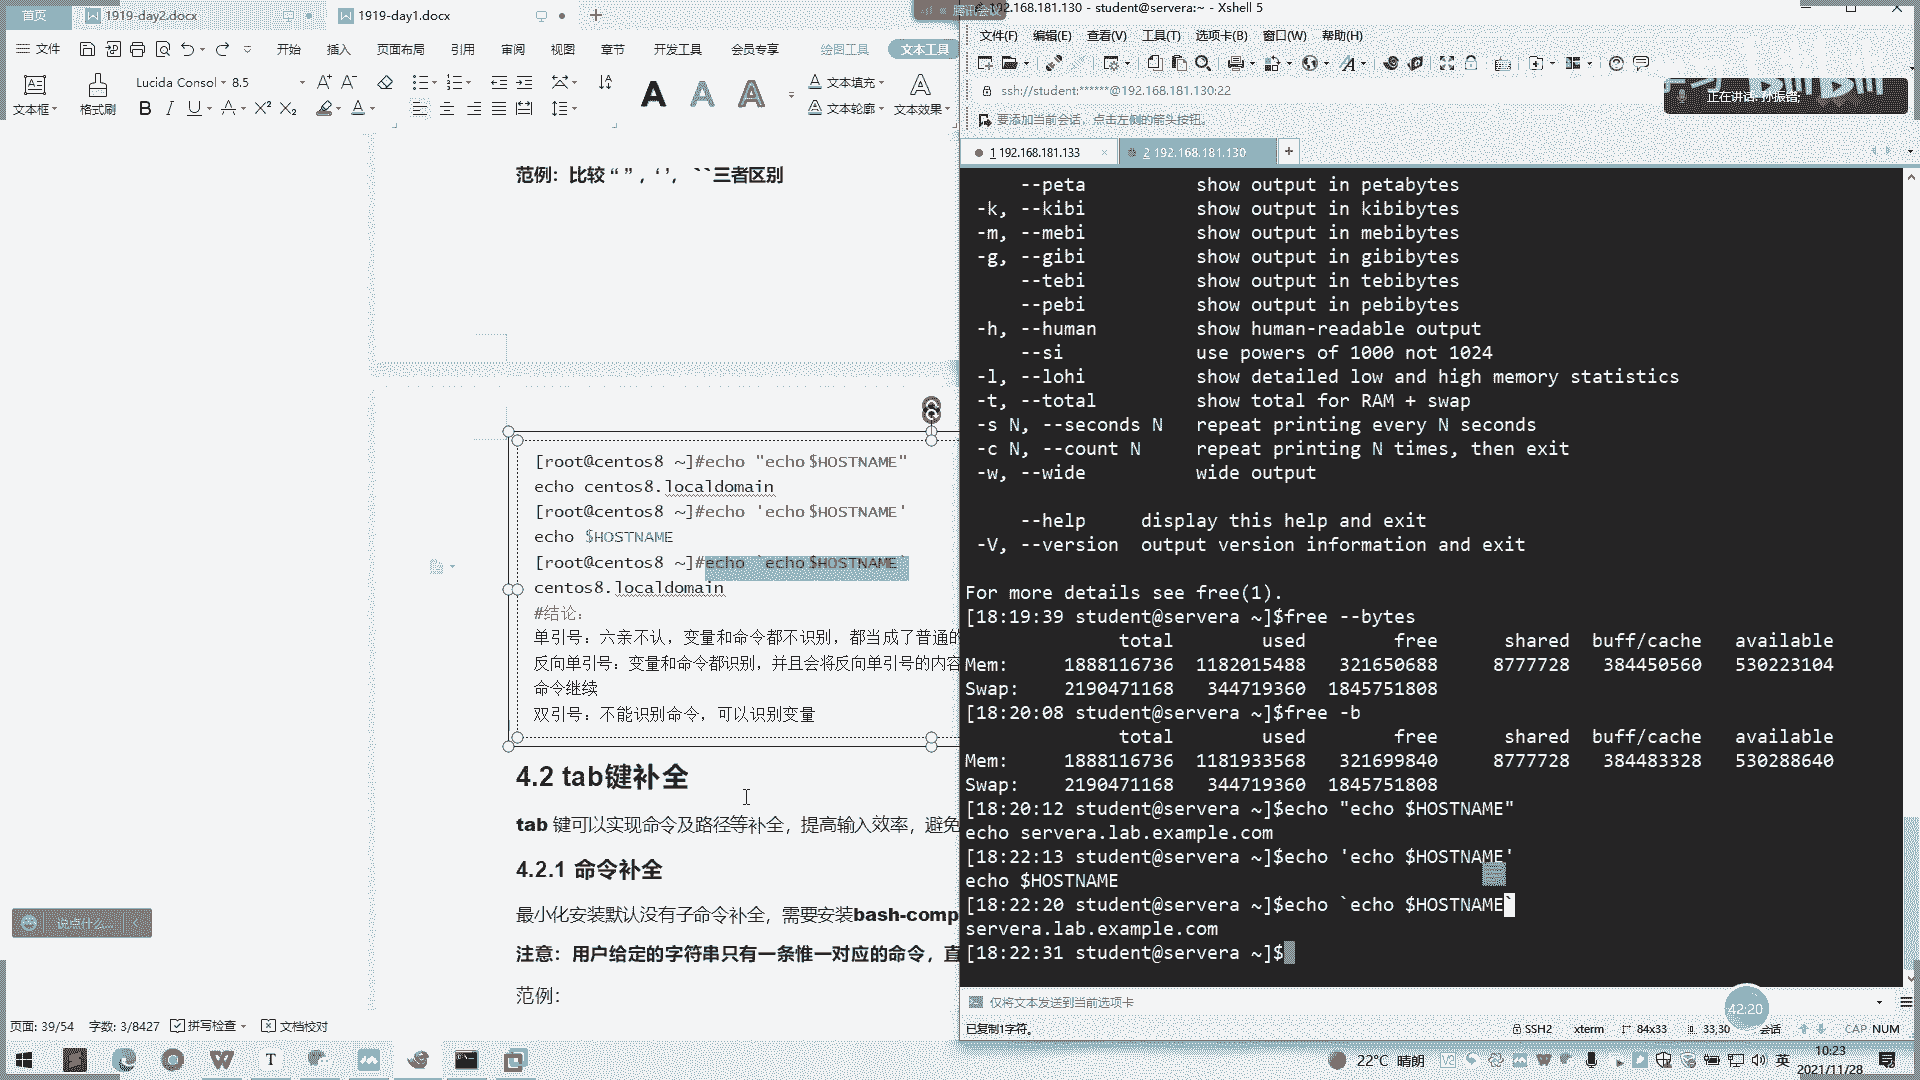 首页
1919-day2.docx
1919-day1.docx
文件
开始
插入
页面布局
引用
审阅
视图
章节
开发工具
会员专享
绘图工具
文本工具
文本框
格式刷
Lucida Consol
8.5
文本填充
文本轮廓
文本效果
范例：比较 “ ” ，‘ ’， ``三者区别
[root@centos8 ~]#echo "echo $HOSTNAME"
echo centos8.localdomain
[root@centos8 ~]#echo 'echo $HOSTNAME'
echo $HOSTNAME
[root@centos8 ~]#echo `echo $HOSTNAME`
centos8.localdomain
#结论：
单引号：六亲不认，变量和命令都不识别，都当成了普通的
反向单引号：变量和命令都识别，并且会将反向单引号的内容
命令继续
双引号：不能识别命令，可以识别变量
4.2 tab键补全
tab 键可以实现命令及路径等补全，提高输入效率，避免
4.2.1 命令补全
最小化安装默认没有子命令补全，需要安装bash-comp
注意：用户给定的字符串只有一条惟一对应的命令，直
范例：
说点什么...
页面: 39/54 字数: 3/8427 拼写检查 文档校对
192.168.181.130 - student@servera:~ - Xshell 5
文件(F) 编辑(E) 查看(V) 工具(T) 选项卡(B) 窗口(W) 帮助(H)
ssh://student:******@192.168.181.130:22
正在讲话: 孙振督;
要添加当前会话，点击左侧的箭头按钮。
1 192.168.181.133
2 192.168.181.130
--peta show output in petabytes
-k, --kibi show output in kibibytes
-m, --mebi show output in mebibytes
-g, --gibi show output in gibibytes
--tebi show output in tebibytes
--pebi show output in pebibytes
-h, --human show human-readable output
--si use powers of 1000 not 1024
-l, --lohi show detailed low and high memory statistics
-t, --total show total for RAM + swap
-s N, --seconds N repeat printing every N seconds
-c N, --count N repeat printing N times, then exit
-w, --wide wide output
--help display this help and exit
-V, --version output version information and exit
For more details see free(1).
[18:19:39 student@servera ~]$free --bytes
total used free shared buff/cache available
Mem: 1888116736 1182015488 321650688 8777728 384450560 530223104
Swap: 2190471168 344719360 1845751808
[18:20:08 student@servera ~]$free -b
total used free shared buff/cache available
Mem: 1888116736 1181933568 321699840 8777728 384483328 530288640
Swap: 2190471168 344719360 1845751808
[18:20:12 student@servera ~]$echo "echo $HOSTNAME"
echo servera.lab.example.com
[18:22:13 student@servera ~]$echo 'echo $HOSTNAME'
echo $HOSTNAME
[18:22:20 student@servera ~]$echo `echo $HOSTNAME`
servera.lab.example.com
[18:22:31 student@servera ~]$
仅将文本发送到当前选项卡
42:20
已复制1字符。
SSH2 xterm 84x33 33,30 会话 CAP NUM
22°C 晴朗
英
10:23
2021/11/28